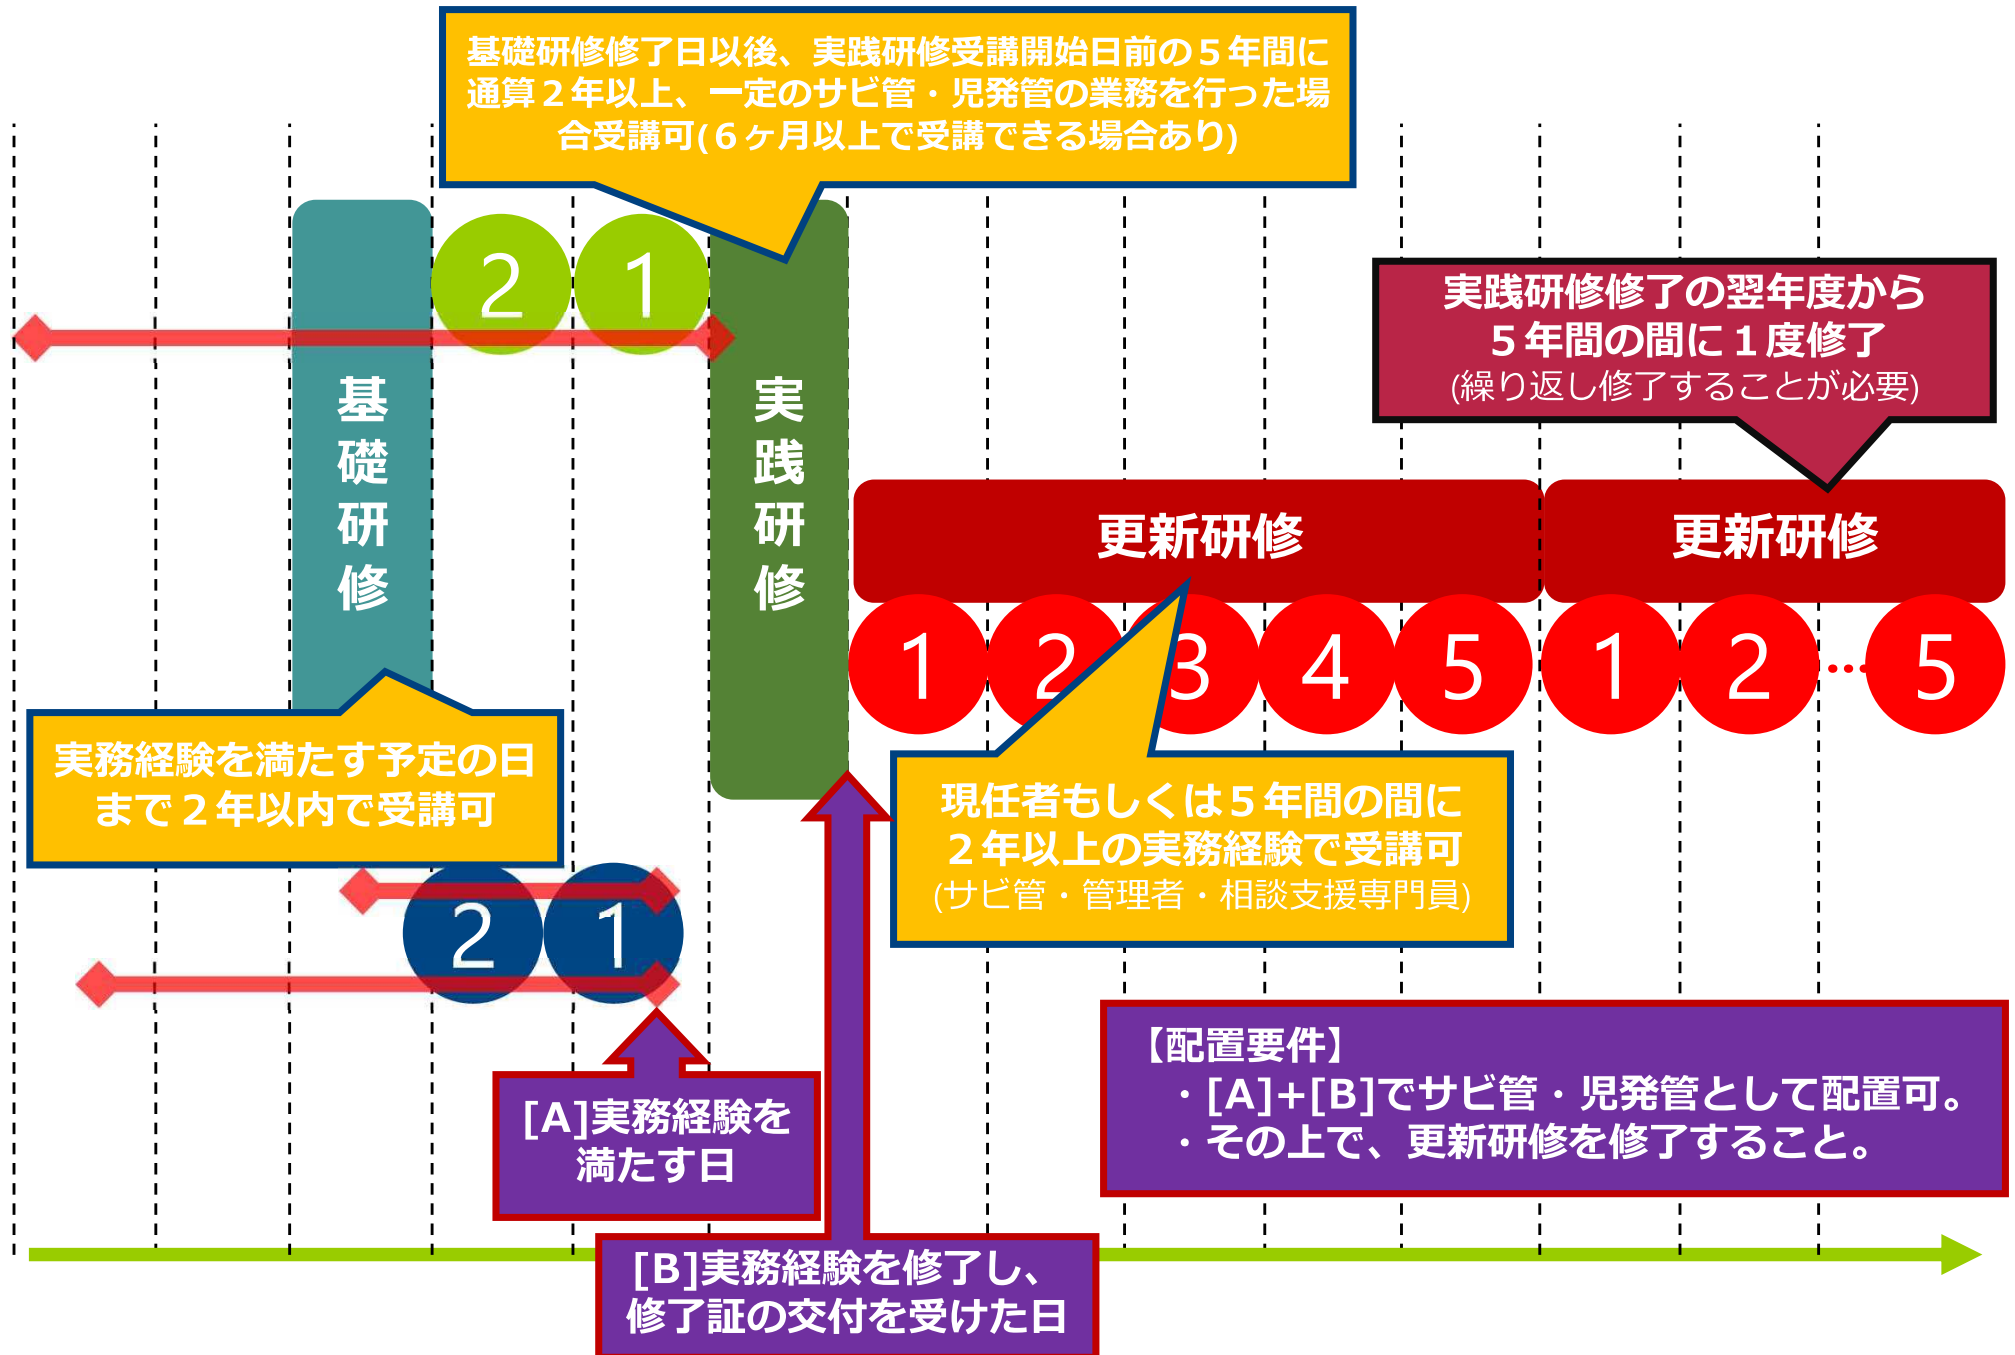 基礎研修修了日以後、実践研修受講開始日前の５年間に
通算２年以上、一定のサビ管・児発管の業務を行った場
合受講可(６ヶ月以上で受講できる場合あり)
2
1
基礎研修
実践研修
実践研修修了の翌年度から
５年間の間に１度修了
(繰り返し修了することが必要)
更新研修
更新研修
1
2
3
4
5
1
2
…
5
実務経験を満たす予定の日
まで２年以内で受講可
現任者もしくは５年間の間に
２年以上の実務経験で受講可
(サビ管・管理者・相談支援専門員)
2
1
[A]実務経験を
満たす日
【配置要件】
・[A]+[B]でサビ管・児発管として配置可。
・その上で、更新研修を修了すること。
[B]実務経験を修了し、
修了証の交付を受けた日